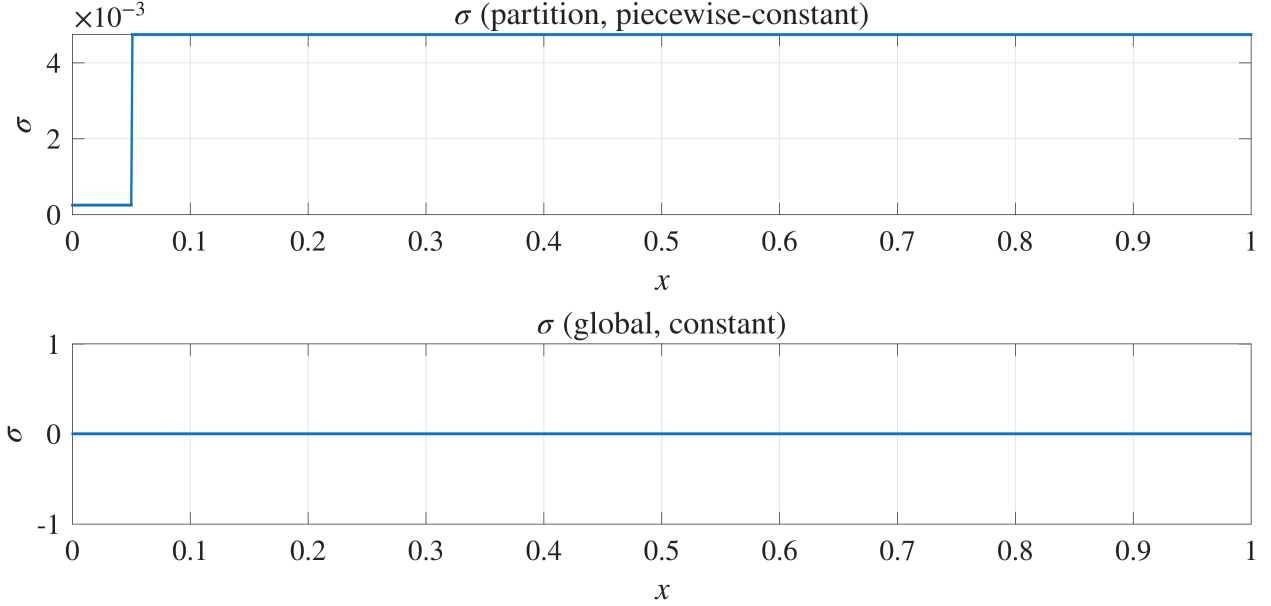 ×10⁻³
σ (partition, piecewise-constant)
4
2
0
σ
0 0.1 0.2 0.3 0.4 0.5 0.6 0.7 0.8 0.9 1
x
σ (global, constant)
1
0
-1
σ
0 0.1 0.2 0.3 0.4 0.5 0.6 0.7 0.8 0.9 1
x